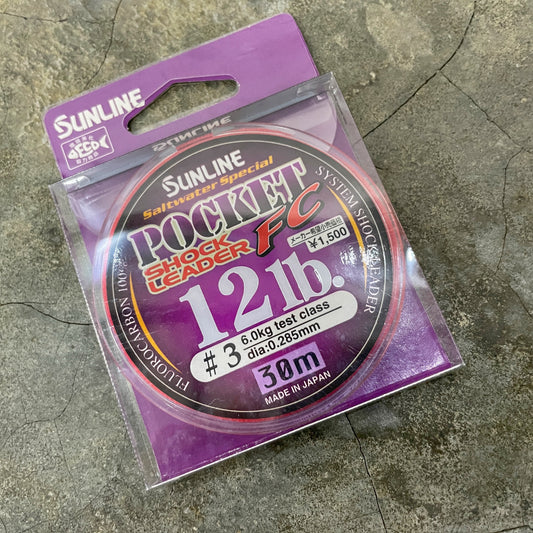 SUNLINE
SUNLINE
SUNLINE
Saltwater Special
POCKET
SHOCK LEADER FC
メーカー希望小売価格
¥1,500
12lb.
#3
6.0kg test class
dia:0.285mm
30m
MADE IN JAPAN
SYSTEM SHOCK LEADER
FLUOROCARBON 100%